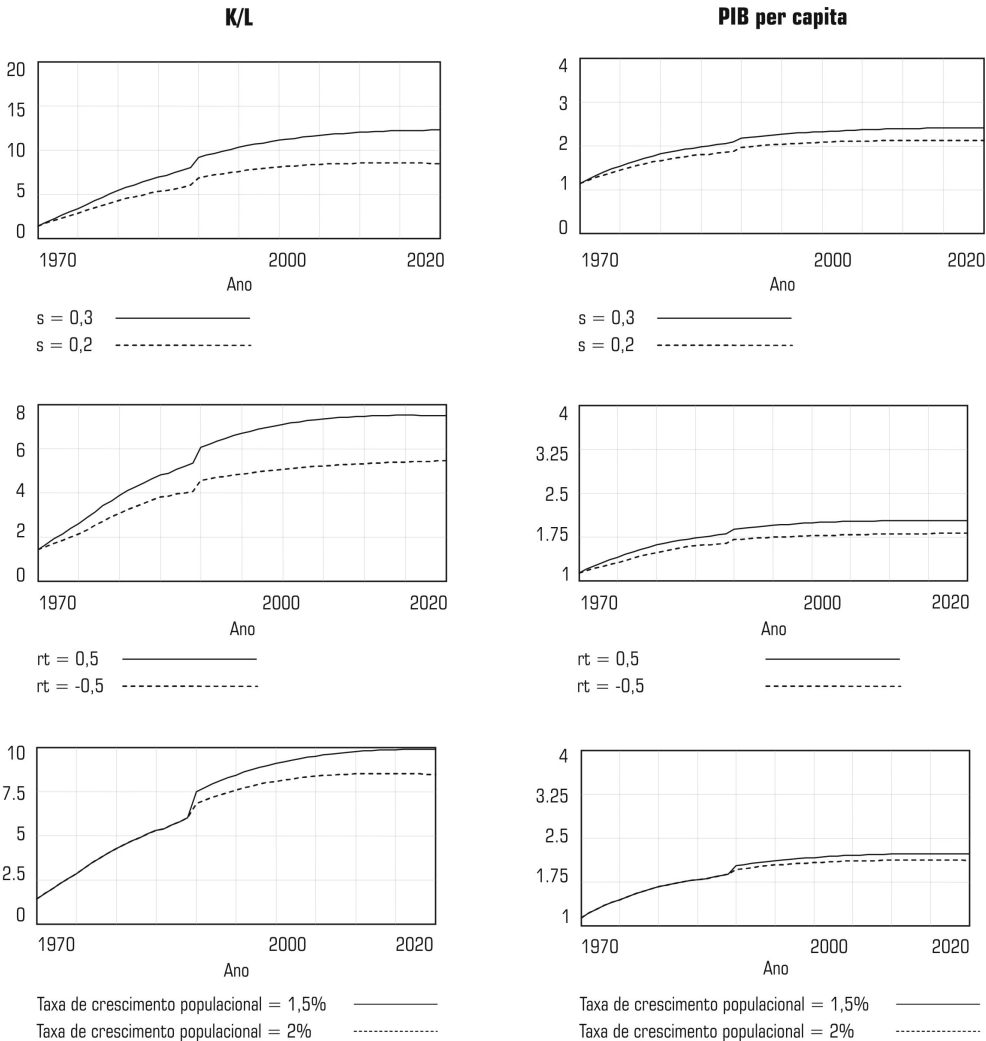 K/L
20
15
10
5
0
1970 2000 2020
Ano
s = 0,3
s = 0,2
PIB per capita
4
3
2
1
0
1970 2000 2020
Ano
s = 0,3
s = 0,2
8
6
4
2
0
1970 2000 2020
Ano
rt = 0,5
rt = -0,5
4
3.25
2.5
1.75
1
1970 2000 2020
Ano
rt = 0,5
rt = -0,5
10
7.5
5
2.5
0
1970 2000 2020
Ano
Taxa de crescimento populacional = 1,5%
Taxa de crescimento populacional = 2%
4
3.25
2.5
1.75
1
1970 2000 2020
Ano
Taxa de crescimento populacional = 1,5%
Taxa de crescimento populacional = 2%